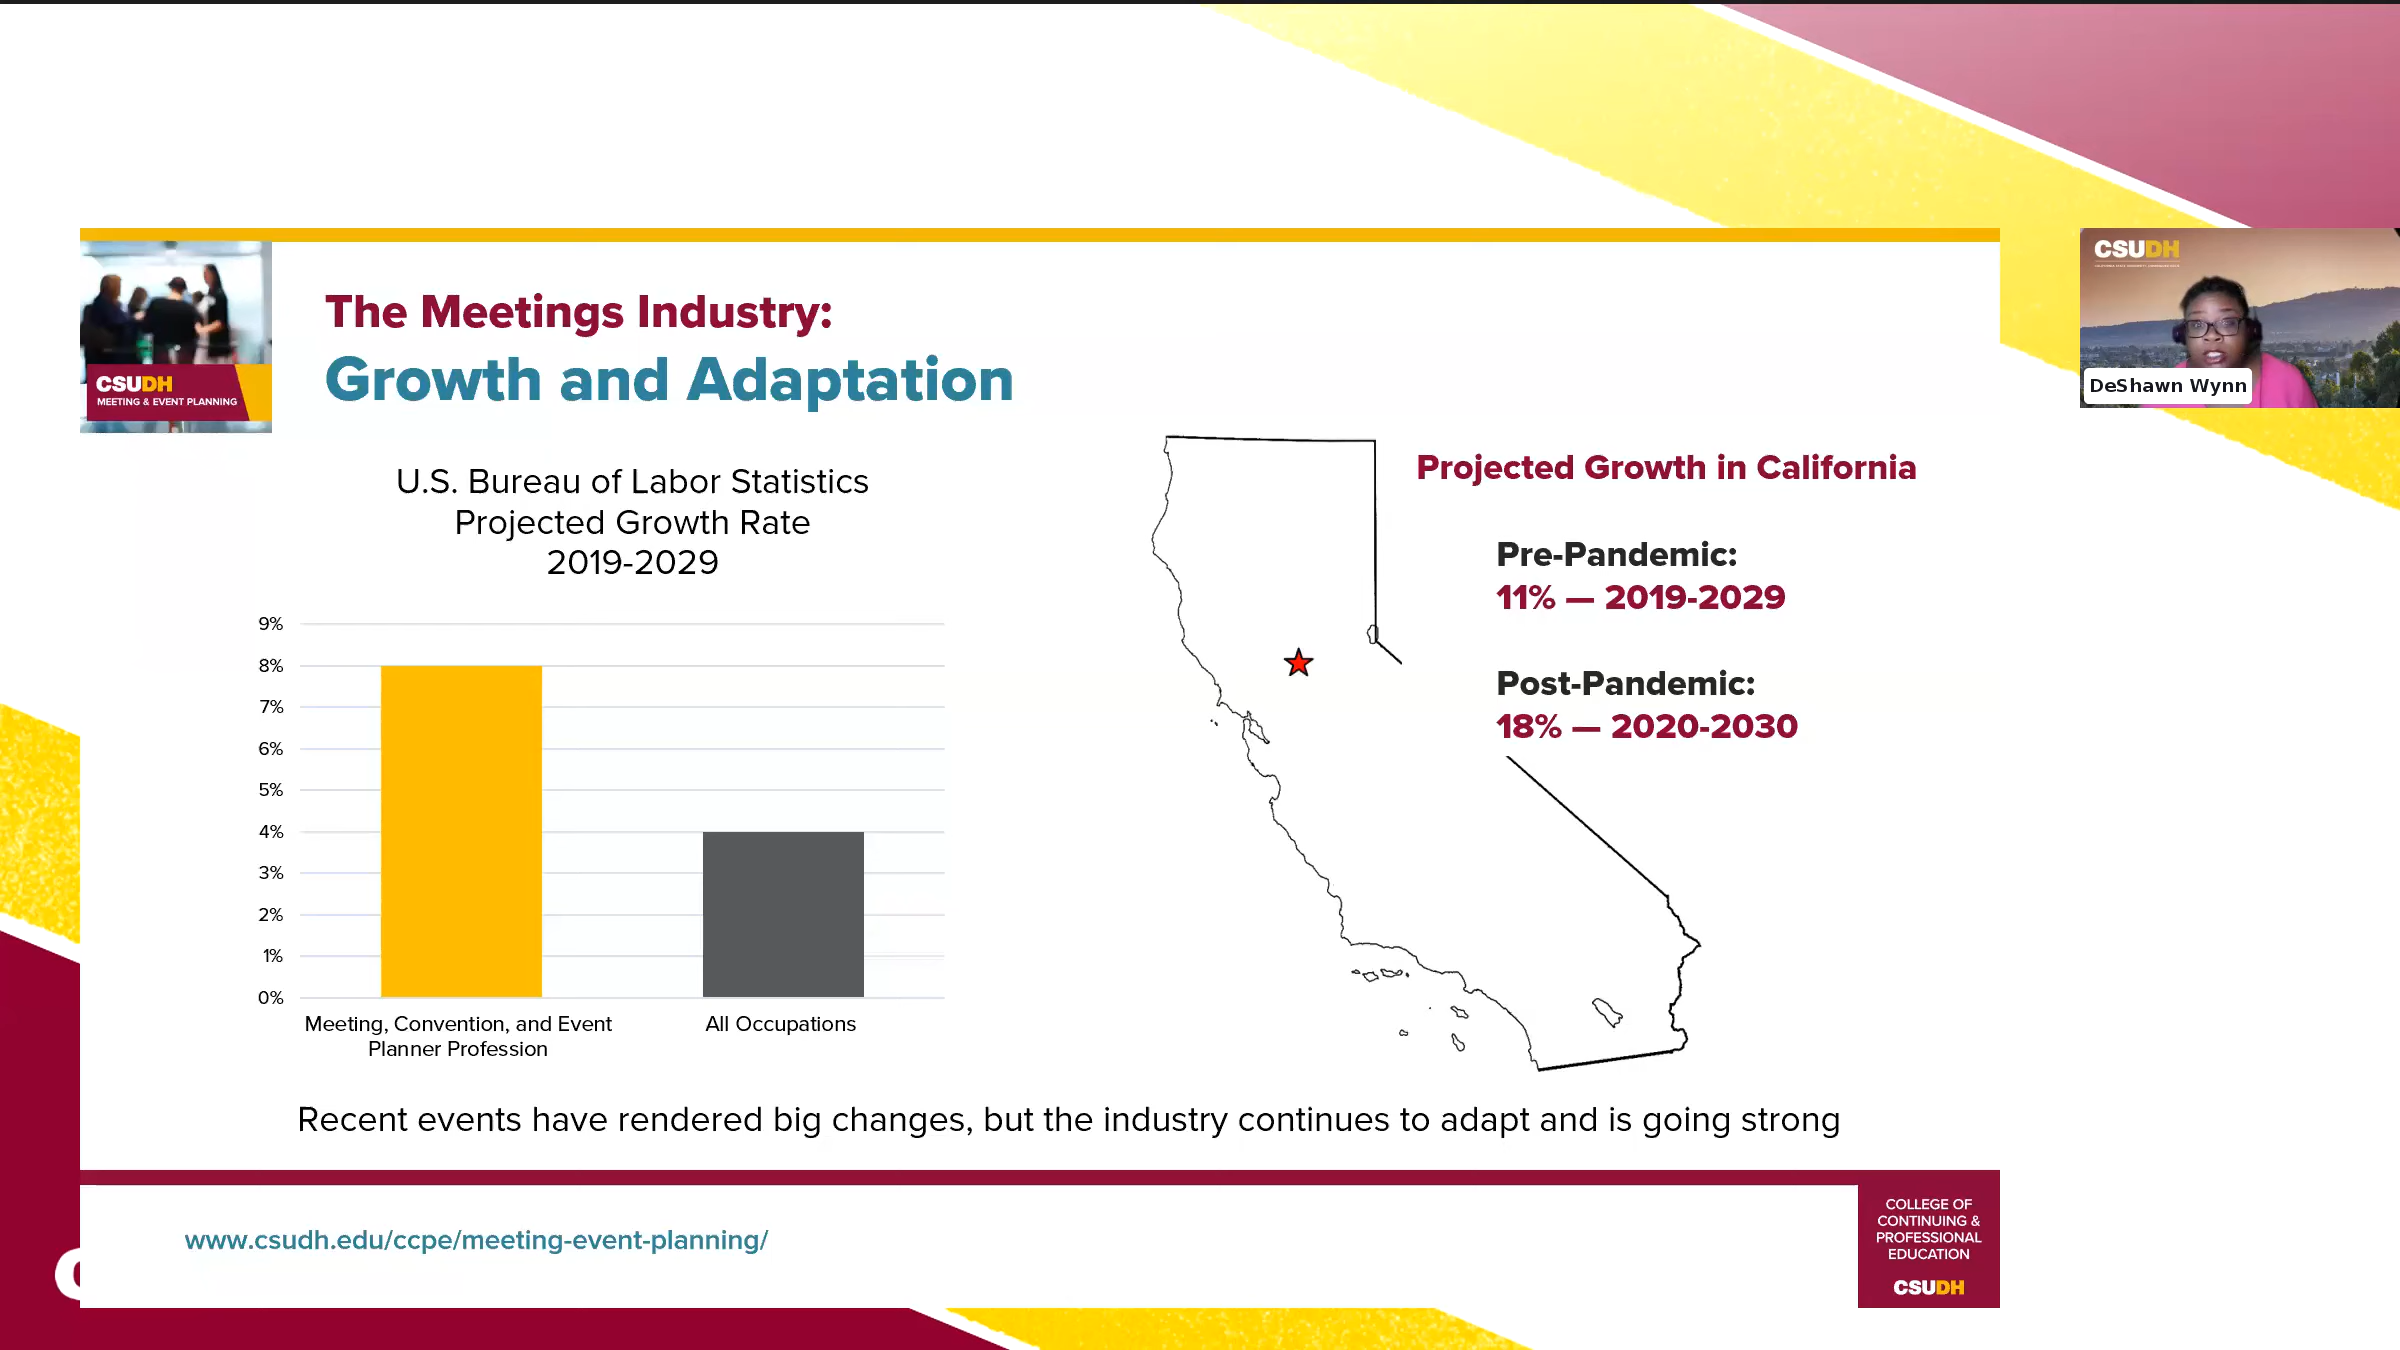 CSUDH
MEETING & EVENT PLANNING
The Meetings Industry:
Growth and Adaptation
CSUDH
DeShawn Wynn
U.S. Bureau of Labor Statistics
Projected Growth Rate
2019-2029
9%
8%
7%
6%
5%
4%
3%
2%
1%
0%
Meeting, Convention, and Event
Planner Profession
All Occupations
Projected Growth in California
Pre-Pandemic:
11% — 2019-2029
Post-Pandemic:
18% — 2020-2030
Recent events have rendered big changes, but the industry continues to adapt and is going strong
www.csudh.edu/ccpe/meeting-event-planning/
COLLEGE OF
CONTINUING &
PROFESSIONAL
EDUCATION
CSUDH